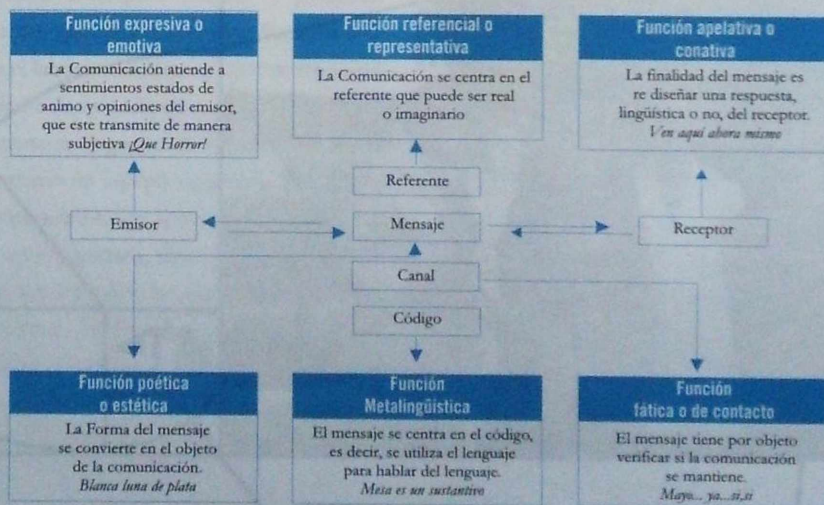 Función expresiva o
emotiva
La Comunicación atiende a
sentimientos estados de
animo y opiniones del emisor,
que este transmite de manera
subjetiva ¡Que Horror!
Función referencial o
representativa
La Comunicación se centra en el
referente que puede ser real
o imaginario
Función apelativa o
conativa
La finalidad del mensaje es
re diseñar una respuesta,
lingüística o no, del receptor.
Ven aquí ahora mismo
Referente
Emisor
Mensaje
Receptor
Canal
Código
Función poética
o estética
La Forma del mensaje
se convierte en el objeto
de la comunicación.
Blanca luna de plata
Función
Metalingüística
El mensaje se centra en el código,
es decir, se utiliza el lenguaje
para hablar del lenguaje.
Mesa es un sustantivo
Función
fática o de contacto
El mensaje tiene por objeto
verificar si la comunicación
se mantiene.
ya...si,si